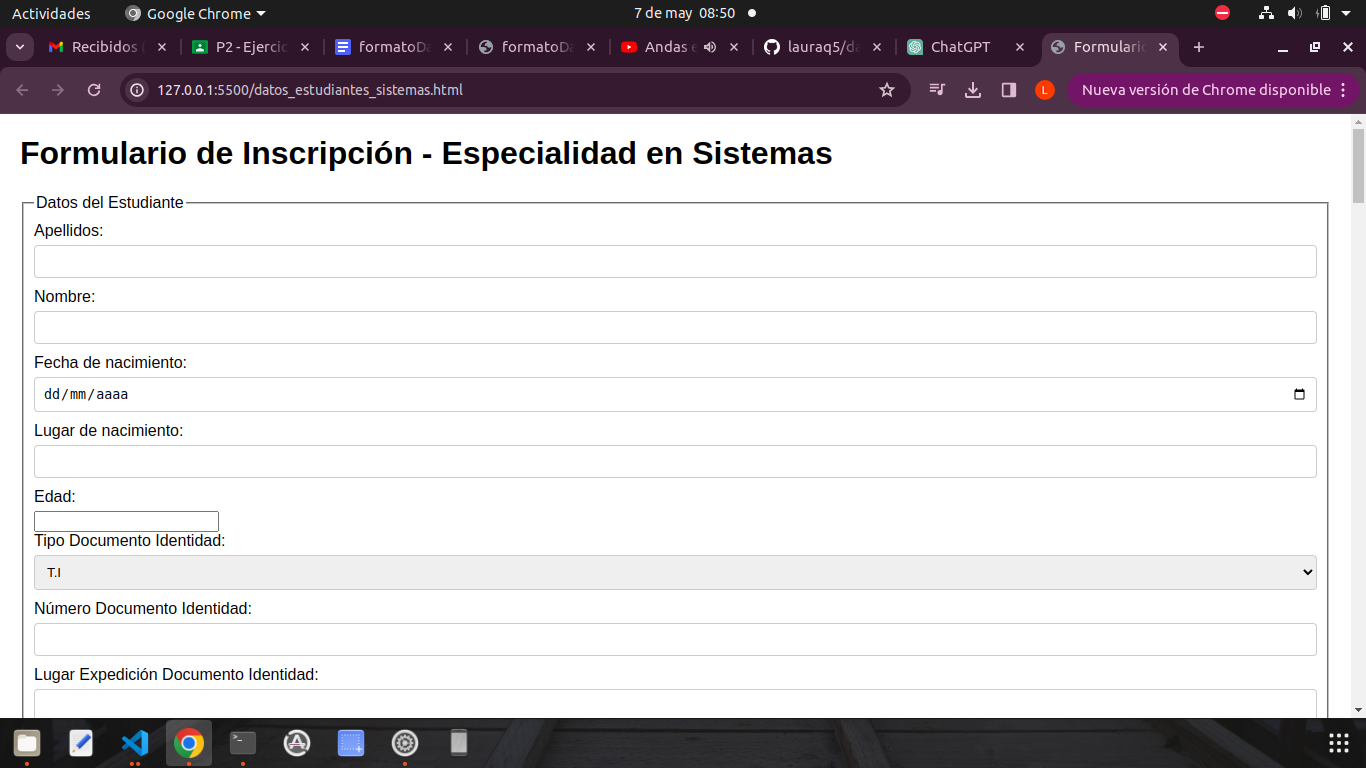 Actividades Google Chrome 7 de may 08:50
Recibidos ( P2 - Ejercic formatoDa formatoDa Andas e lauraq5/da ChatGPT Formulario
127.0.0.1:5500/datos_estudiantes_sistemas.html L Nueva versión de Chrome disponible
Formulario de Inscripción - Especialidad en Sistemas
Datos del Estudiante
Apellidos:
Nombre:
Fecha de nacimiento:
dd/mm/aaaa
Lugar de nacimiento:
Edad:
Tipo Documento Identidad:
T.I
Número Documento Identidad:
Lugar Expedición Documento Identidad: